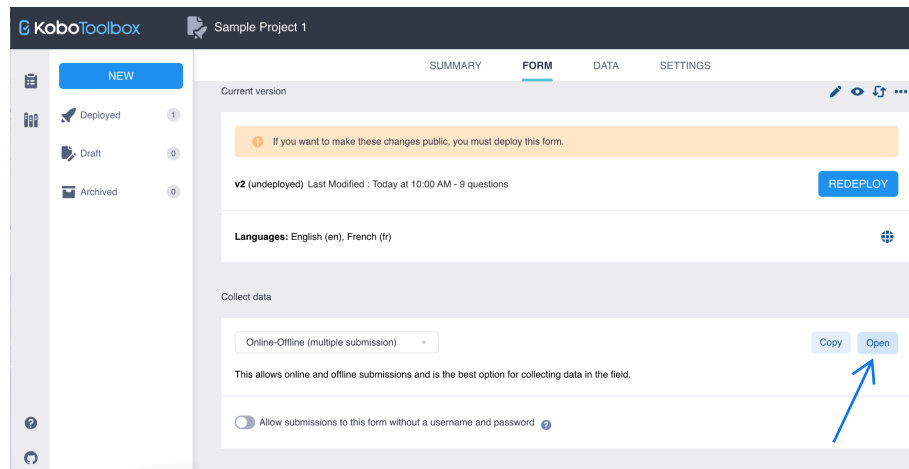 KoboToolbox
Sample Project 1
NEW
Deployed 1
Draft 0
Archived 0
SUMMARY FORM DATA SETTINGS
Current version
If you want to make these changes public, you must deploy this form.
v2 (undeployed) Last Modified : Today at 10:00 AM - 9 questions
REDEPLOY
Languages: English (en), French (fr)
Collect data
Online-Offline (multiple submission)
Copy Open
This allows online and offline submissions and is the best option for collecting data in the field.
Allow submissions to this form without a username and password